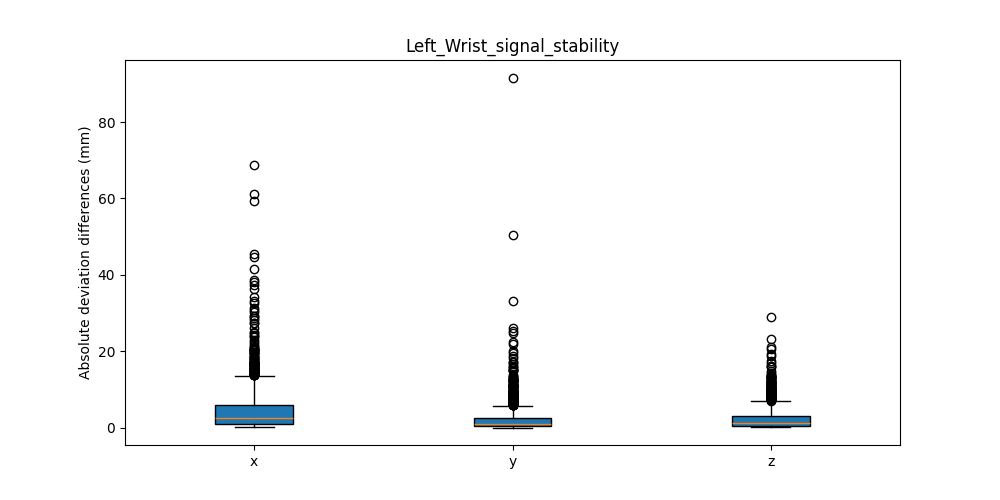 Left_Wrist_signal_stability
Absolute deviation differences (mm)
80
60
40
20
0
x y z